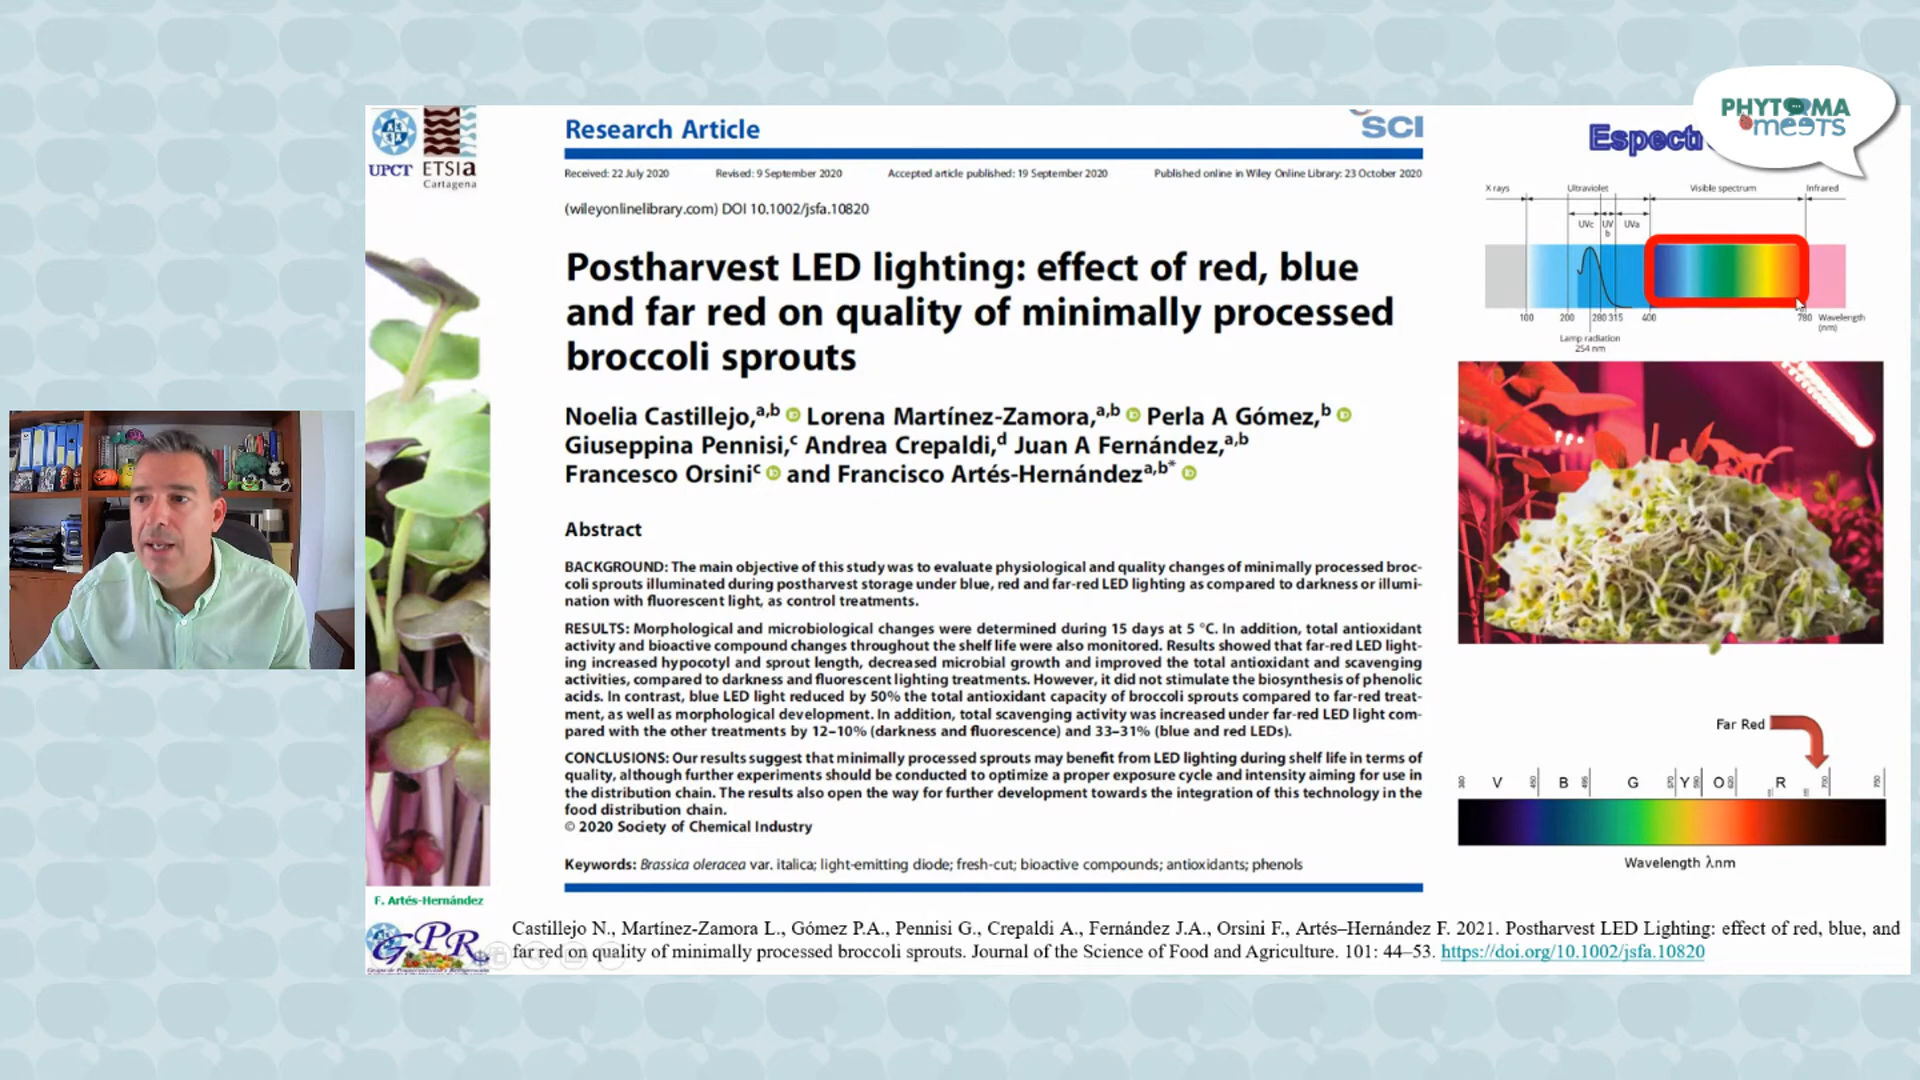 PHYTOMA
meets
UPCT
ETSIa
Cartagena
Research Article
SCI
Received: 22 July 2020 Revised: 9 September 2020 Accepted article published: 19 September 2020 Published online in Wiley Online Library: 23 October 2020
(wileyonlinelibrary.com) DOI 10.1002/jsfa.10820
Postharvest LED lighting: effect of red, blue
and far red on quality of minimally processed
broccoli sprouts
Noelia Castillejo,a,b Lorena Martínez-Zamora,a,b Perla A Gómez,b
Giuseppina Pennisi,c Andrea Crepaldi,d Juan A Fernández,a,b
Francesco Orsinic and Francisco Artés-Hernándeza,b*
Abstract
BACKGROUND: The main objective of this study was to evaluate physiological and quality changes of minimally processed broc-
coli sprouts illuminated during postharvest storage under blue, red and far-red LED lighting as compared to darkness or illumi-
nation with fluorescent light, as control treatments.
RESULTS: Morphological and microbiological changes were determined during 15 days at 5 °C. In addition, total antioxidant
activity and bioactive compound changes throughout the shelf life were also monitored. Results showed that far-red LED light-
ing increased hypocotyl and sprout length, decreased microbial growth and improved the total antioxidant and scavenging
activities, compared to darkness and fluorescent lighting treatments. However, it did not stimulate the biosynthesis of phenolic
acids. In contrast, blue LED light reduced by 50% the total antioxidant capacity of broccoli sprouts compared to far-red treat-
ment, as well as morphological development. In addition, total scavenging activity was increased under far-red LED light com-
pared with the other treatments by 12–10% (darkness and fluorescence) and 33–31% (blue and red LEDs).
CONCLUSIONS: Our results suggest that minimally processed sprouts may benefit from LED lighting during shelf life in terms of
quality, although further experiments should be conducted to optimize a proper exposure cycle and intensity aiming for use in
the distribution chain. The results also open the way for further development towards the integration of this technology in the
food distribution chain.
© 2020 Society of Chemical Industry
Keywords: Brassica oleracea var. italica; light-emitting diode; fresh-cut; bioactive compounds; antioxidants; phenols
Espect
X rays Ultraviolet Visible spectrum Infrared
UVc UV b UVa
100 200 280 315 400 780 Wavelength (nm)
Lamp radiation
254 nm
Far Red
380 V 450 B 495 G 570 Y 590 O 620 R 700 750
Wavelength λnm
F. Artés-Hernández
GPR
Castillejo N., Martínez-Zamora L., Gómez P.A., Pennisi G., Crepaldi A., Fernández J.A., Orsini F., Artés–Hernández F. 2021. Postharvest LED Lighting: effect of red, blue, and
far red on quality of minimally processed broccoli sprouts. Journal of the Science of Food and Agriculture. 101: 44–53. https://doi.org/10.1002/jsfa.10820